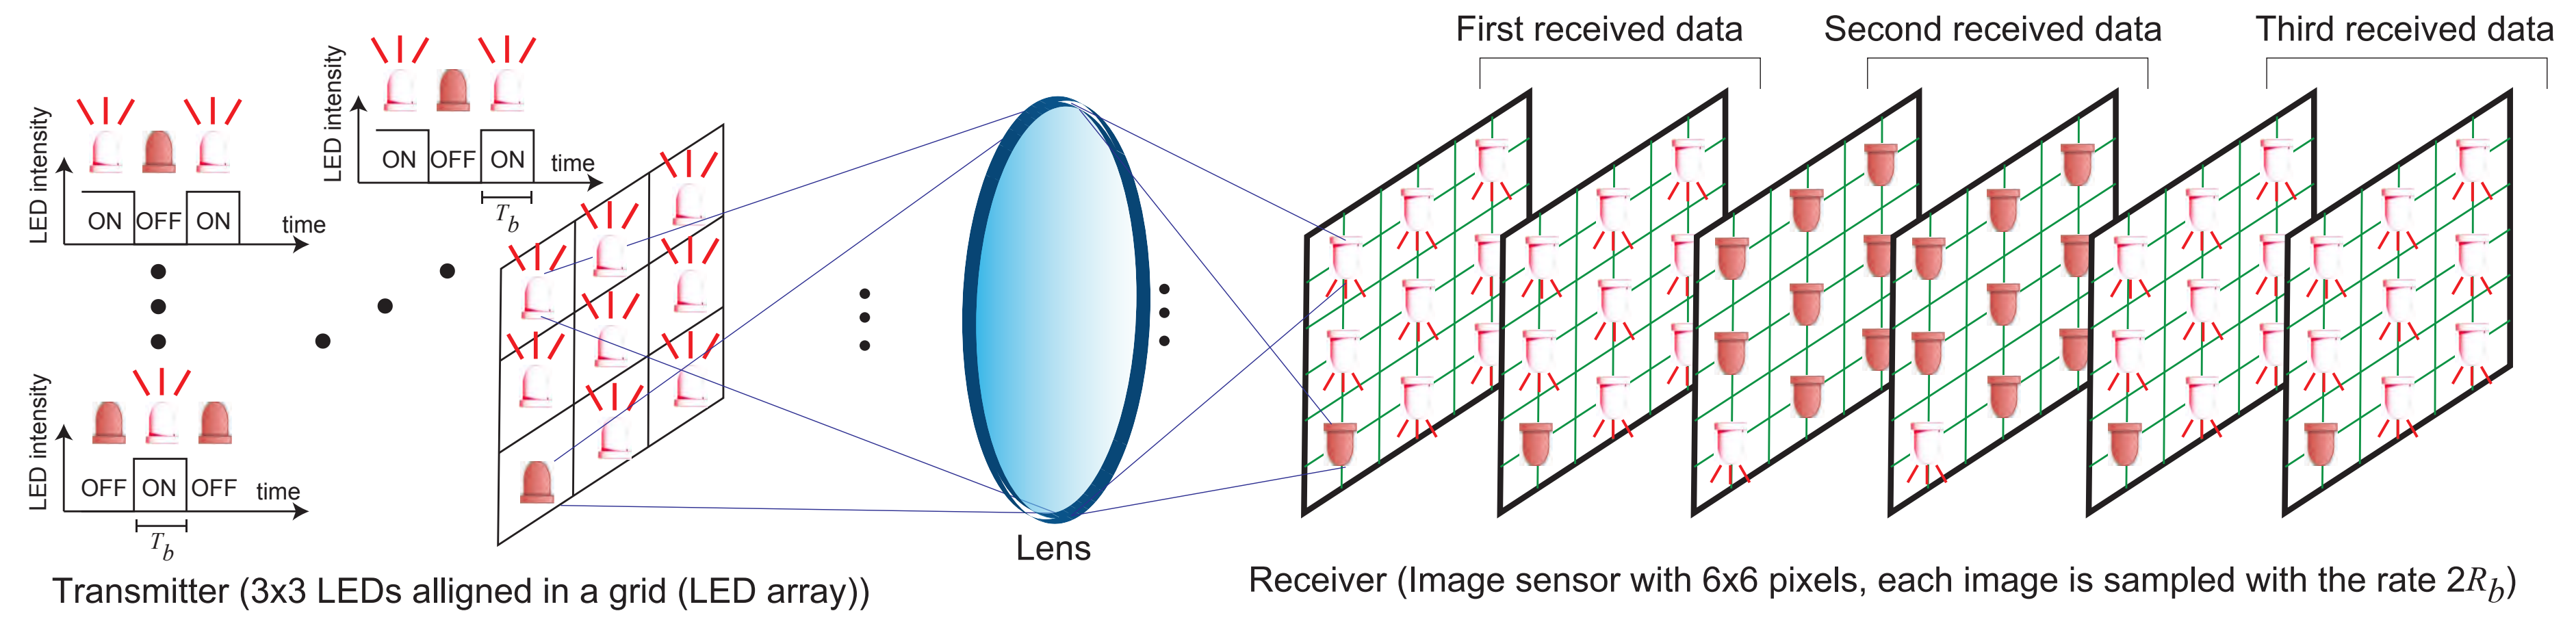 First received data
Second received data
Third received data
LED intensity
ON
OFF
ON
time
T_b
LED intensity
ON
OFF
ON
time
LED intensity
OFF
ON
OFF
time
T_b
Lens
Transmitter (3x3 LEDs alligned in a grid (LED array))
Receiver (Image sensor with 6x6 pixels, each image is sampled with the rate 2R_b)